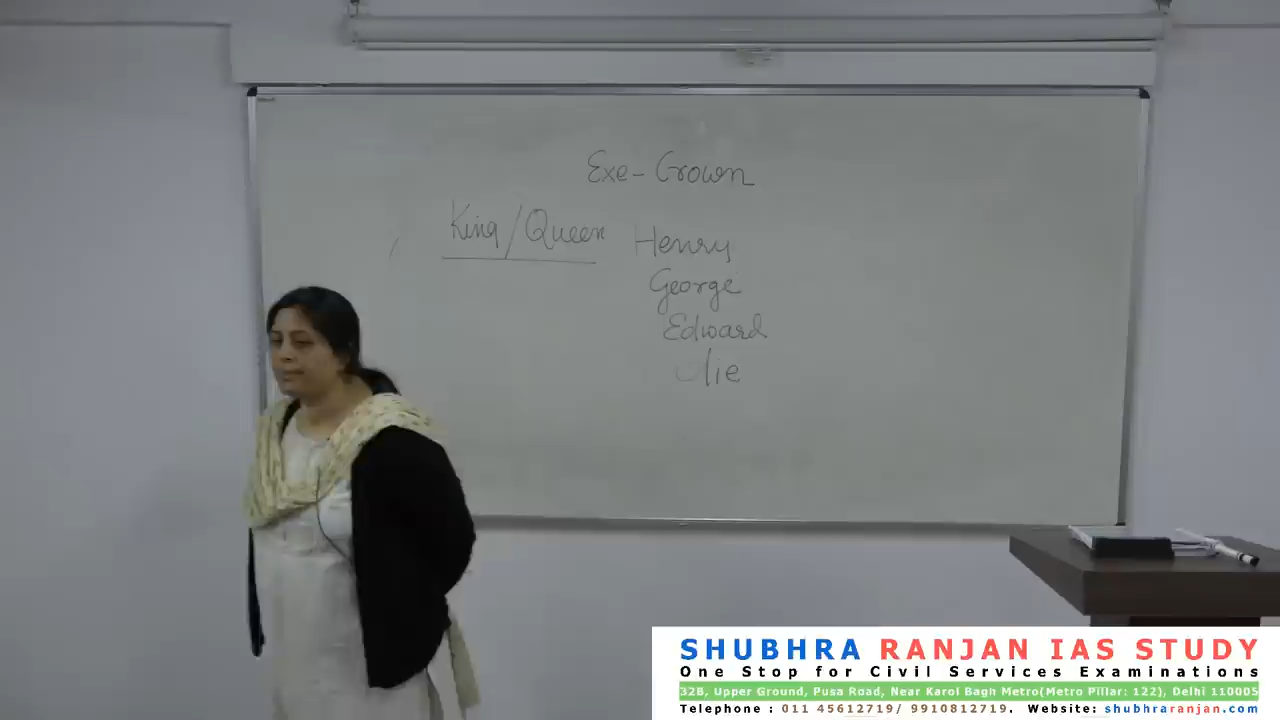 Exe - Crown
King/Queen Henry
George
Edward
SHUBHRA RANJAN IAS STUDY
One Stop for Civil Services Examinations
32B, Upper Ground, Pusa Road, Near Karol Bagh Metro(Metro Pillar: 122), Delhi 110005
Telephone : 011 45612719/ 9910812719. Website: shubhraranjan.com